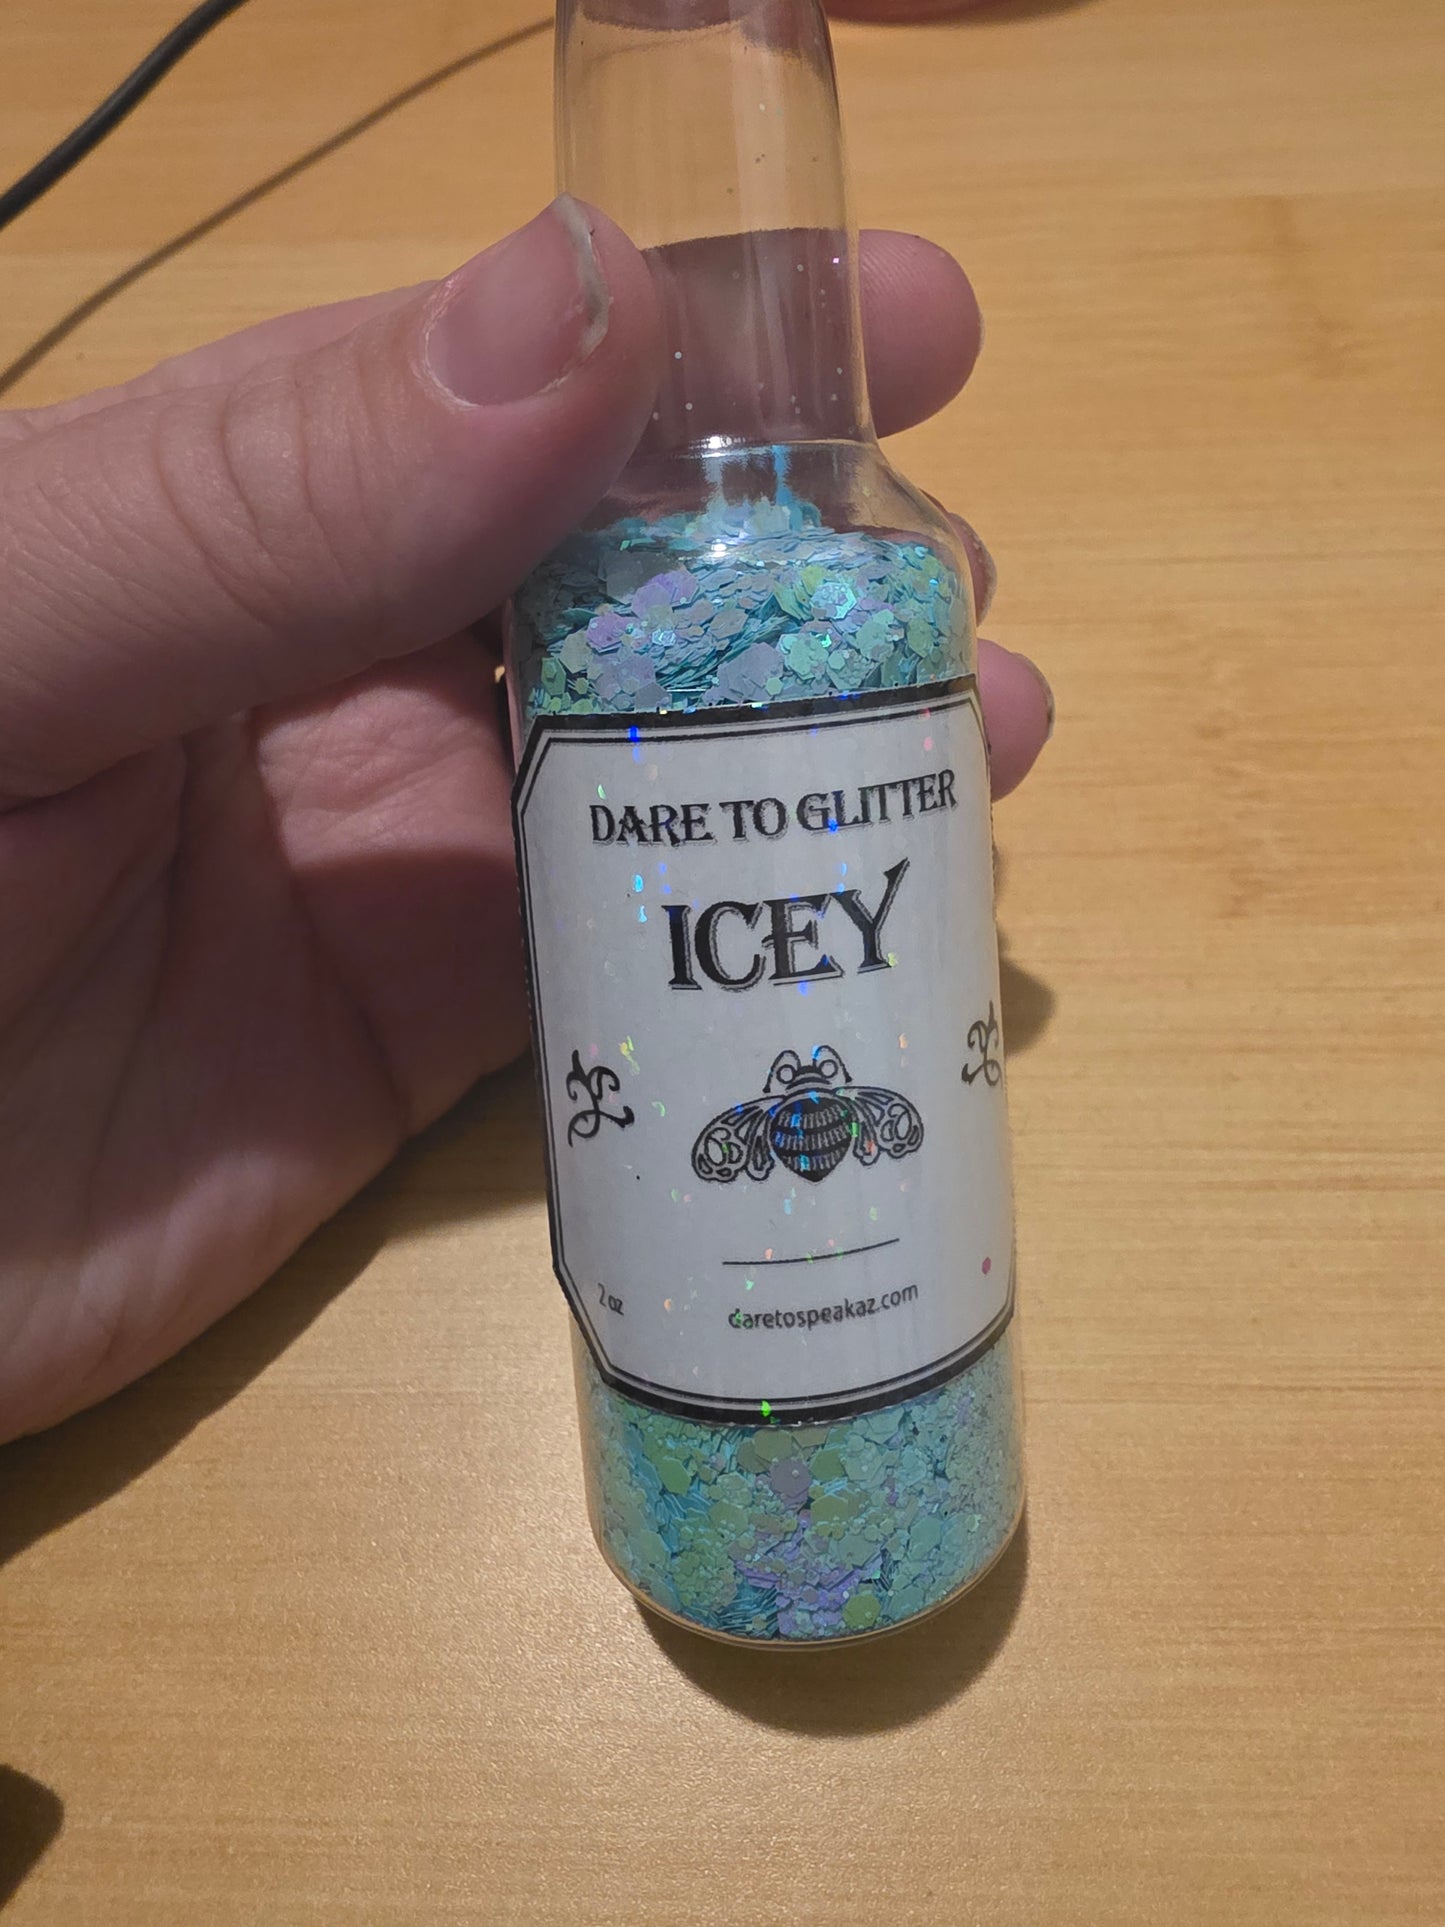 DARE TO GLITTER
ICEY
2 oz
daretospeakaz.com